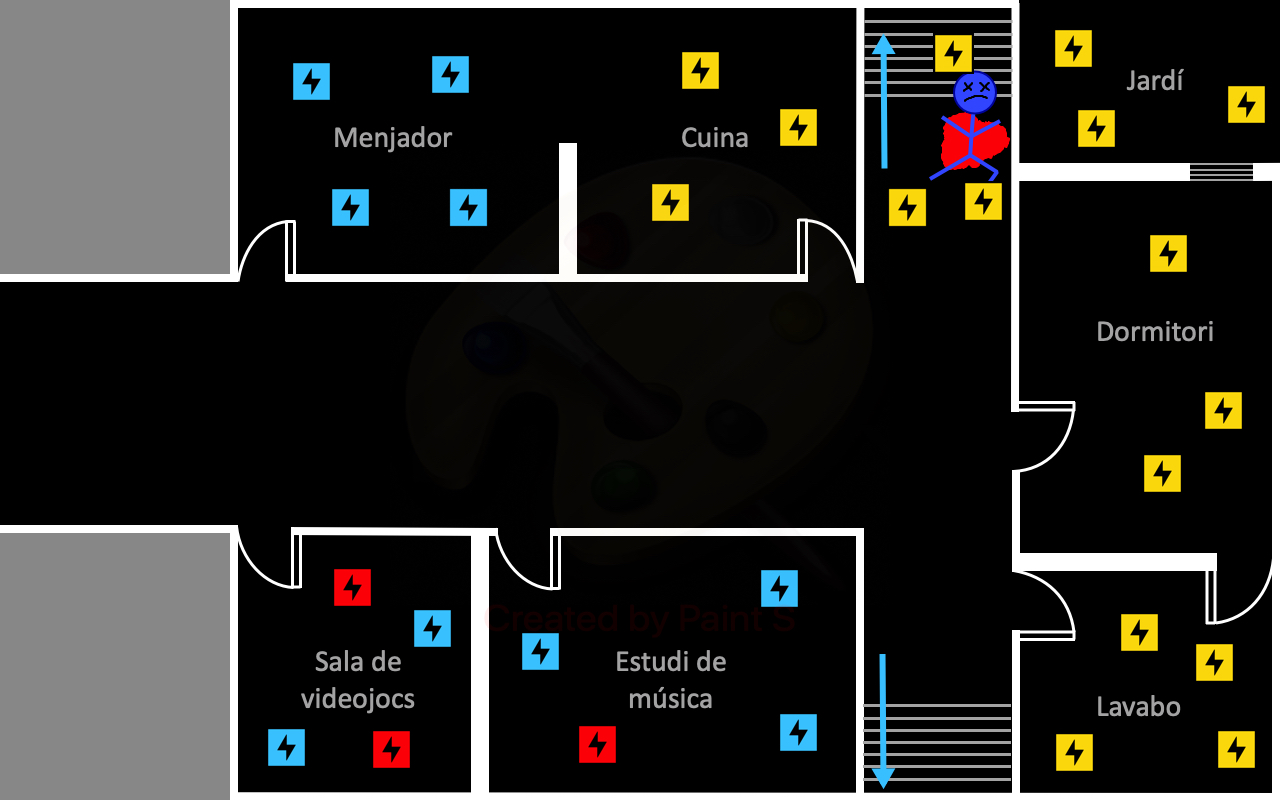 Jardí
Menjador
Cuina
Dormitori
Created by Paint S
Sala de
videojocs
Estudi de
música
Lavabo